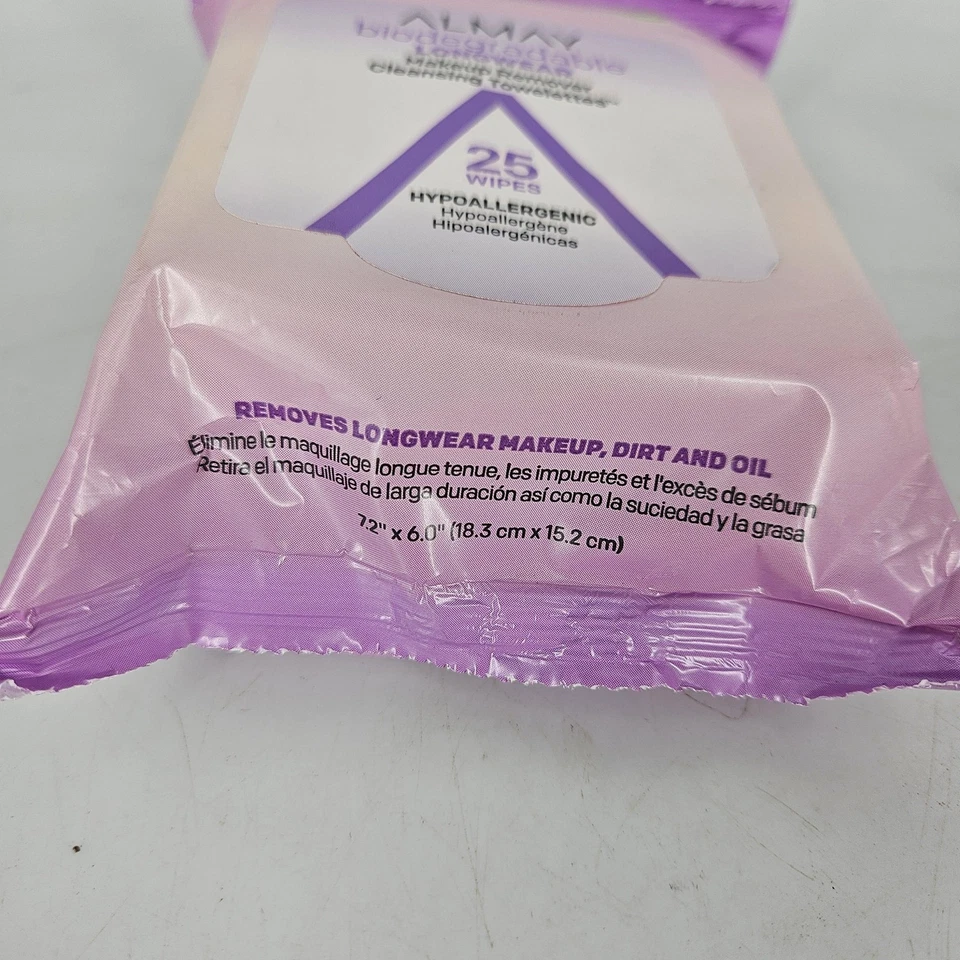 ALMAY
biodegradable
LONGWEAR
Makeup Remover
Cleansing Towelettes
25
WIPES
HYPOALLERGENIC
Hypoallergène
Hipoalergénicas
REMOVES LONGWEAR MAKEUP, DIRT AND OIL
Élimine le maquillage longue tenue, les impuretés et l'excès de sébum
Retira el maquillaje de larga duración así como la suciedad y la grasa
7.2" x 6.0" (18.3 cm x 15.2 cm)